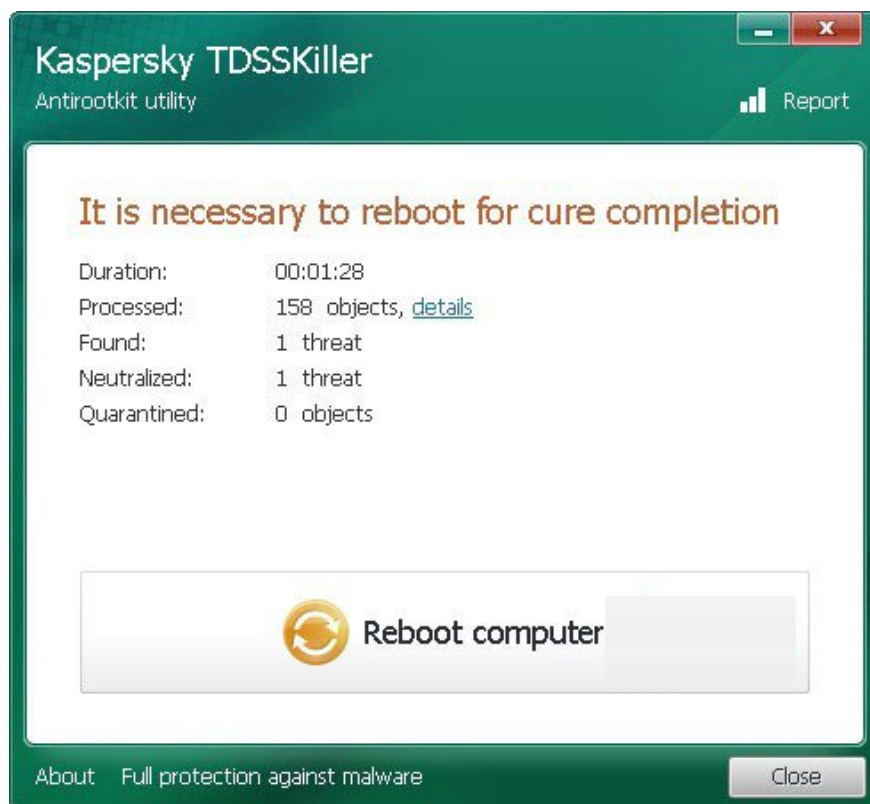 Kaspersky TDSSKiller
Antirootkit utility
Report
It is necessary to reboot for cure completion
Duration: 00:01:28
Processed: 158 objects, details
Found: 1 threat
Neutralized: 1 threat
Quarantined: 0 objects
Reboot computer
About Full protection against malware Close